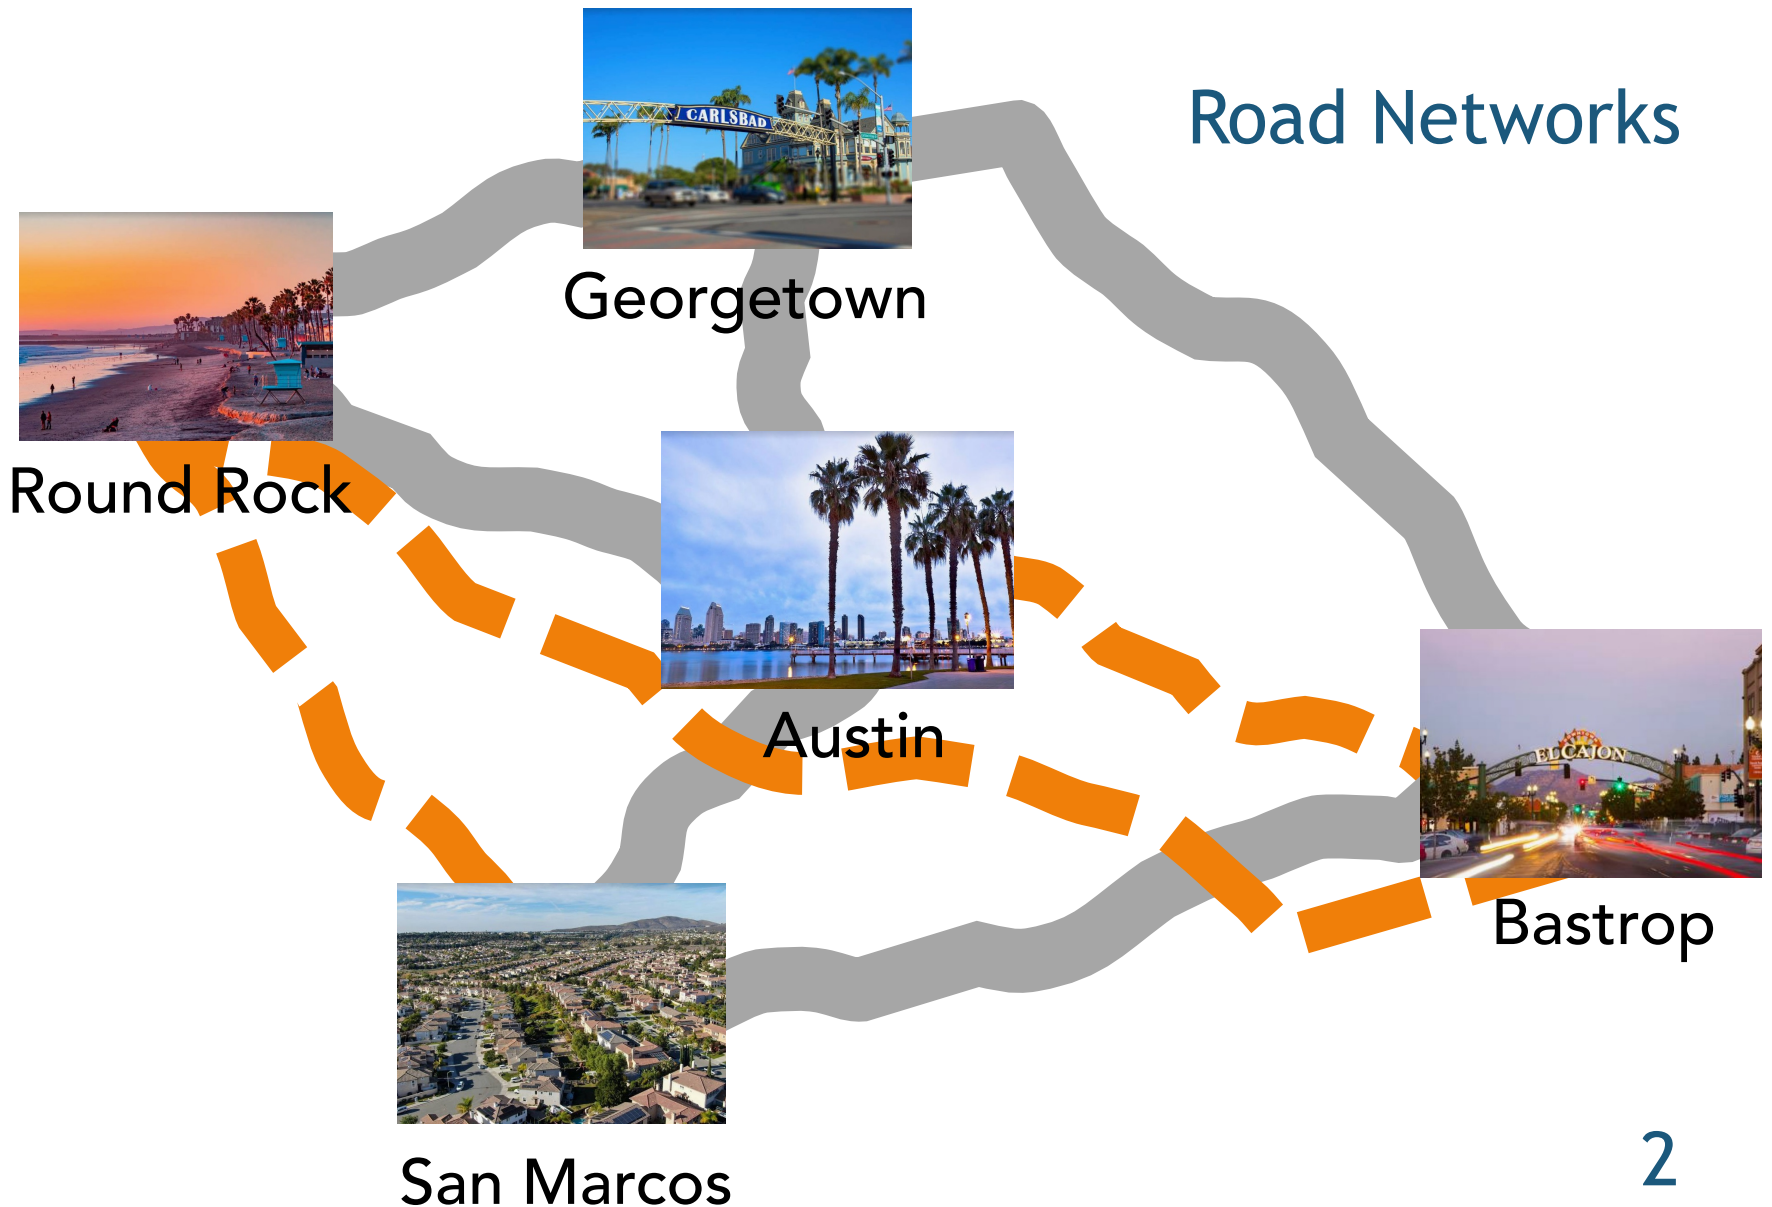 Road Networks
CARLSBAD
Georgetown
Round Rock
Austin
EL CAJON
Bastrop
San Marcos
2